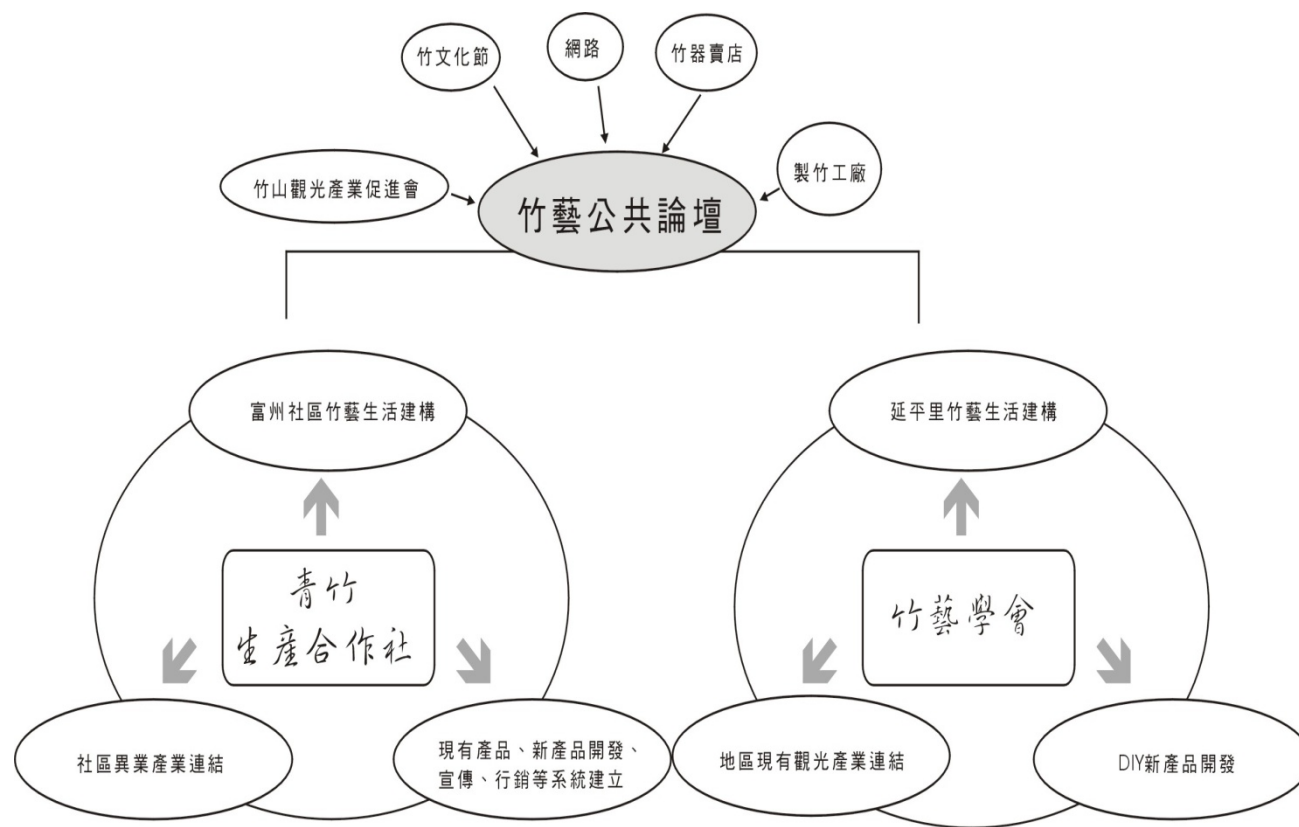 竹文化節
網路
竹器賣店
竹山觀光產業促進會
製竹工廠
竹藝公共論壇
富州社區竹藝生活建構
延平里竹藝生活建構
青竹
生產合作社
竹藝學會
社區異業產業連結
現有產品、新產品開發、
宣傳、行銷等系統建立
地區現有觀光產業連結
DIY新產品開發